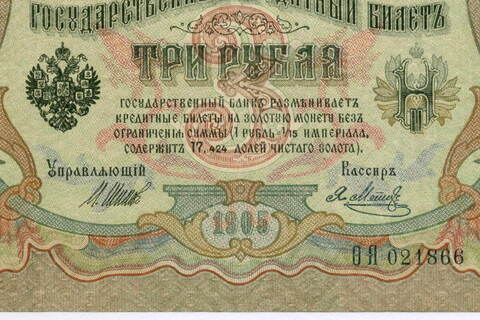 ГОСУДАРСТВЕННЫЙ КРЕДИТНЫЙ БИЛЕТЪ
ТРИ РУБЛЯ
3
ГОСУДАРСТВЕННЫЙ БАНКЪ РАЗМѢНИВАЕТЪ
КРЕДИТНЫЕ БИЛЕТЫ НА ЗОЛОТУЮ МОНЕТУ БЕЗЪ
ОГРАНИЧЕНІЯ СУММЫ (1 РУБЛЬ = 1/15 ИМПЕРІАЛА,
СОДЕРЖИТЪ 17,424 ДОЛЕЙ ЧИСТАГО ЗОЛОТА).
Управляющій Кассиръ
1905
ОЯ 021866